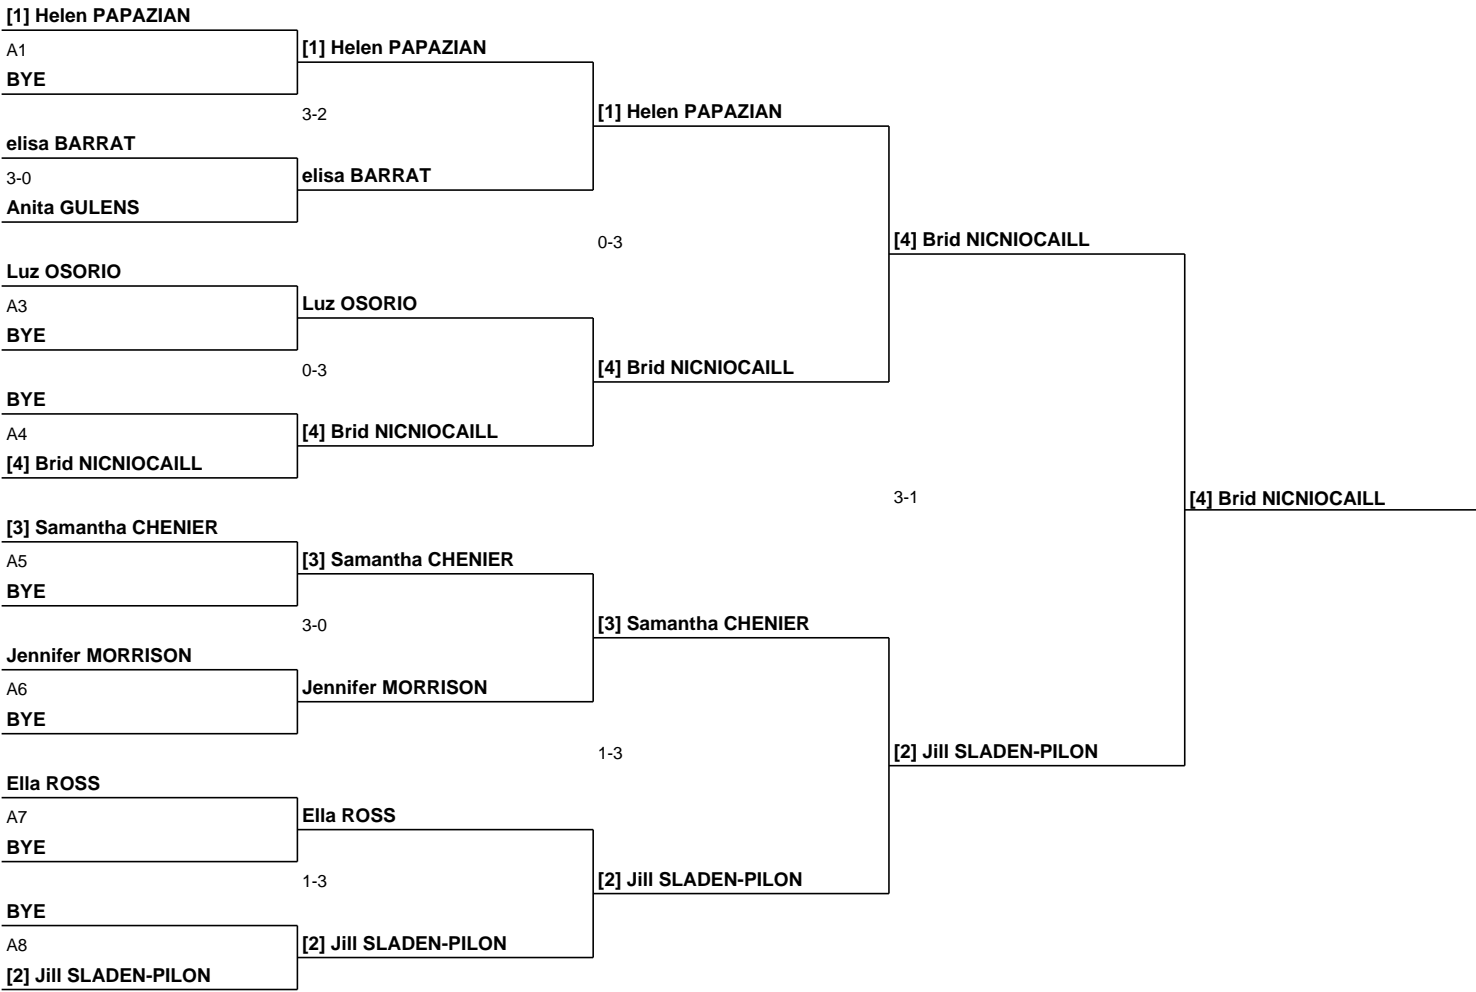 [1] Helen PAPAZIAN
A1
[1] Helen PAPAZIAN
BYE
3-2
[1] Helen PAPAZIAN
elisa BARRAT
3-0
elisa BARRAT
Anita GULENS
0-3
[4] Brid NICNIOCAILL
Luz OSORIO
A3
Luz OSORIO
BYE
0-3
[4] Brid NICNIOCAILL
BYE
A4
[4] Brid NICNIOCAILL
[4] Brid NICNIOCAILL
3-1
[4] Brid NICNIOCAILL
[3] Samantha CHENIER
A5
[3] Samantha CHENIER
BYE
3-0
[3] Samantha CHENIER
Jennifer MORRISON
A6
Jennifer MORRISON
BYE
1-3
[2] Jill SLADEN-PILON
Ella ROSS
A7
Ella ROSS
BYE
1-3
[2] Jill SLADEN-PILON
BYE
A8
[2] Jill SLADEN-PILON
[2] Jill SLADEN-PILON